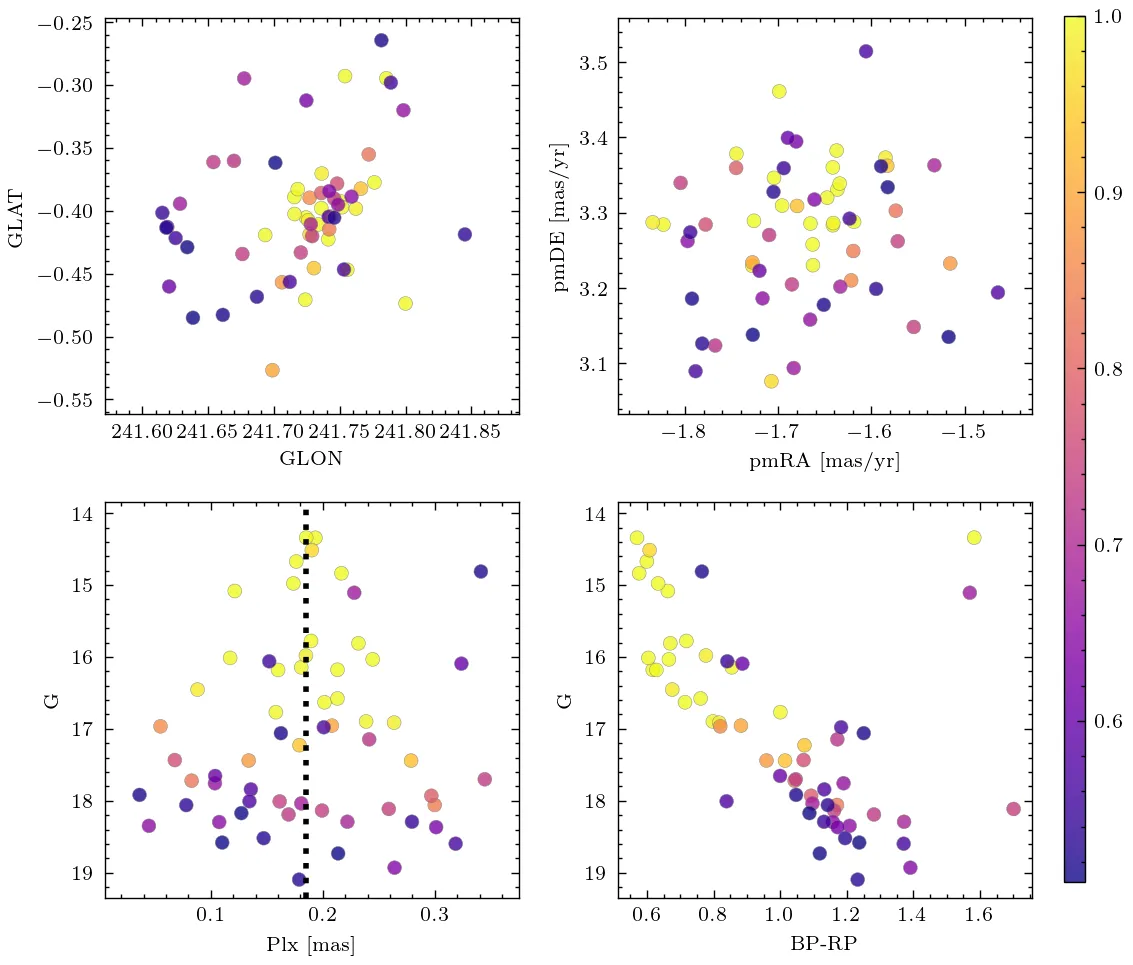 −0.25
−0.30
−0.35
−0.40
−0.45
−0.50
−0.55
GLAT
241.60 241.65 241.70 241.75 241.80 241.85
GLON
3.5
3.4
3.3
3.2
3.1
pmDE [mas/yr]
−1.8 −1.7 −1.6 −1.5
pmRA [mas/yr]
1.0
0.9
0.8
0.7
0.6
14
15
16
17
18
19
G
0.1 0.2 0.3
Plx [mas]
14
15
16
17
18
19
G
0.6 0.8 1.0 1.2 1.4 1.6
BP-RP